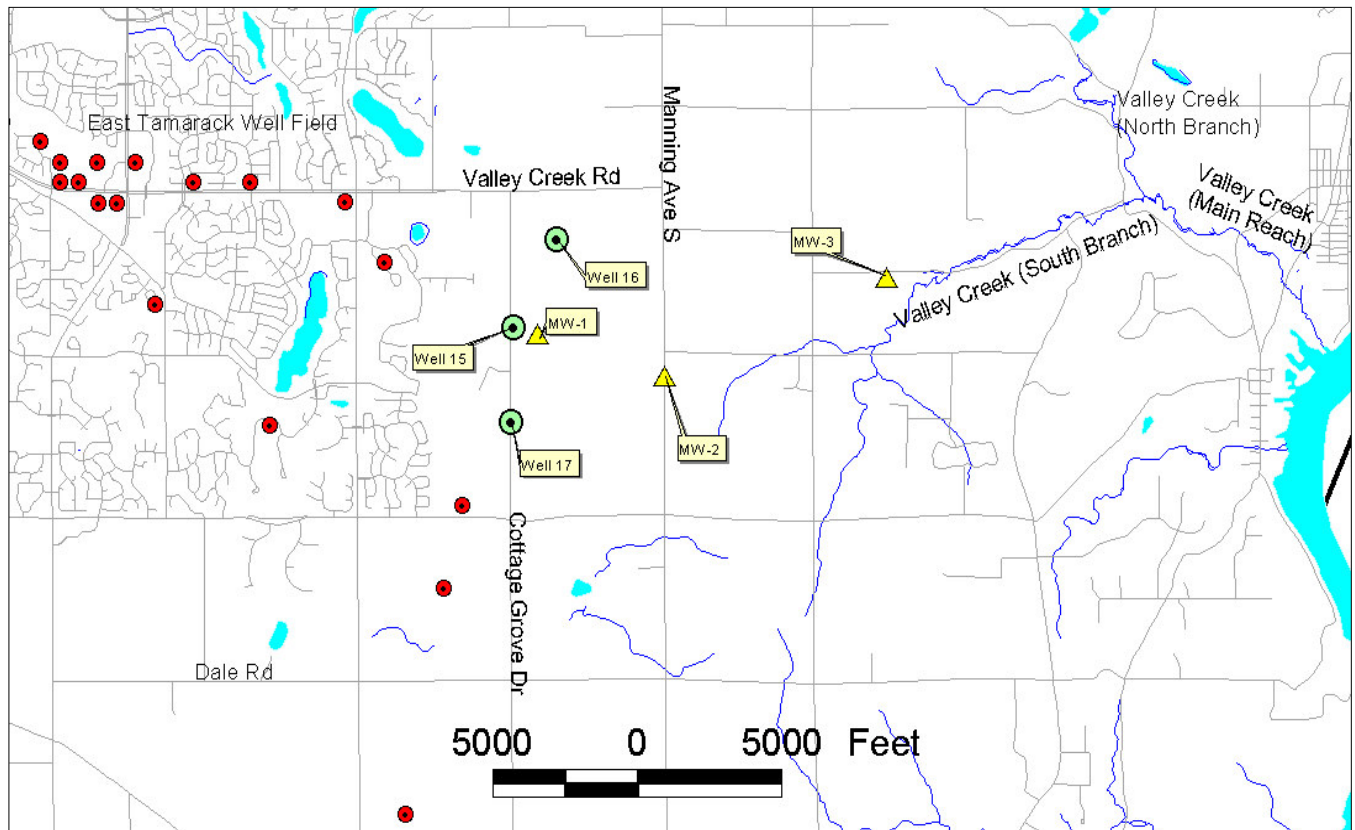 East Tamarack Well Field
Valley Creek
(North Branch)
Valley Creek Rd
Manning Ave S
Valley Creek
(Main Reach)
MW-3
Well 16
Valley Creek (South Branch)
MW-1
Well 15
MW-2
Well 17
Cottage Grove Dr
Dale Rd
5000 0 5000 Feet